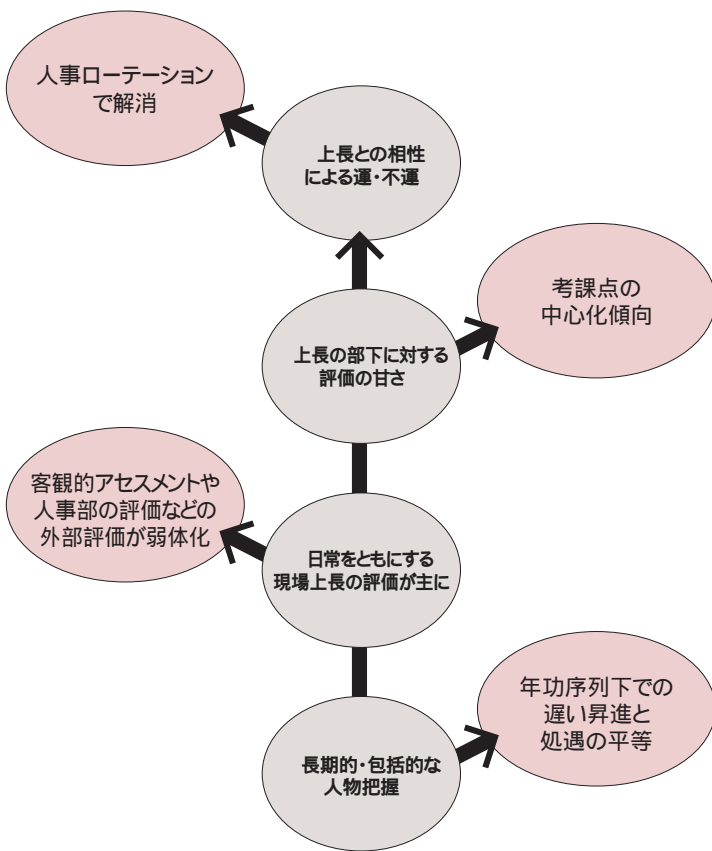 人事ローテーション
で解消
上長との相性
による運・不運
考課点の
中心化傾向
上長の部下に対する
評価の甘さ
客観的アセスメントや
人事部の評価などの
外部評価が弱体化
日常をともにする
現場上長の評価が主に
年功序列下での
遅い昇進と
処遇の平等
長期的・包括的な
人物把握